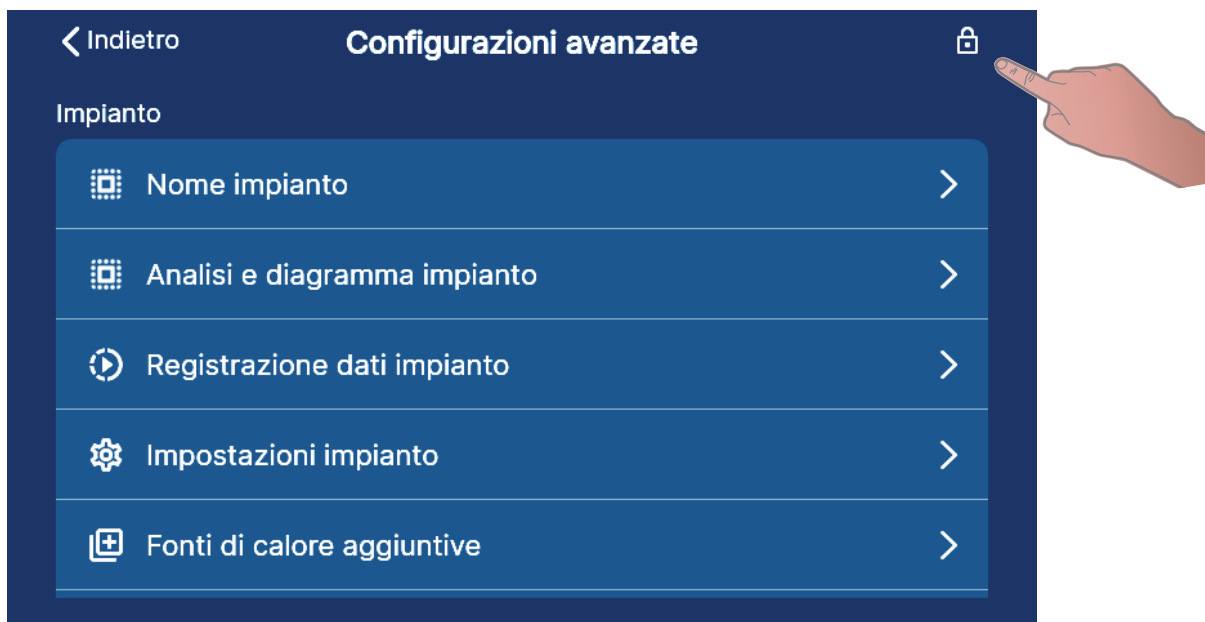 Indietro
Configurazioni avanzate
Impianto
Nome impianto
Analisi e diagramma impianto
Registrazione dati impianto
Impostazioni impianto
Fonti di calore aggiuntive